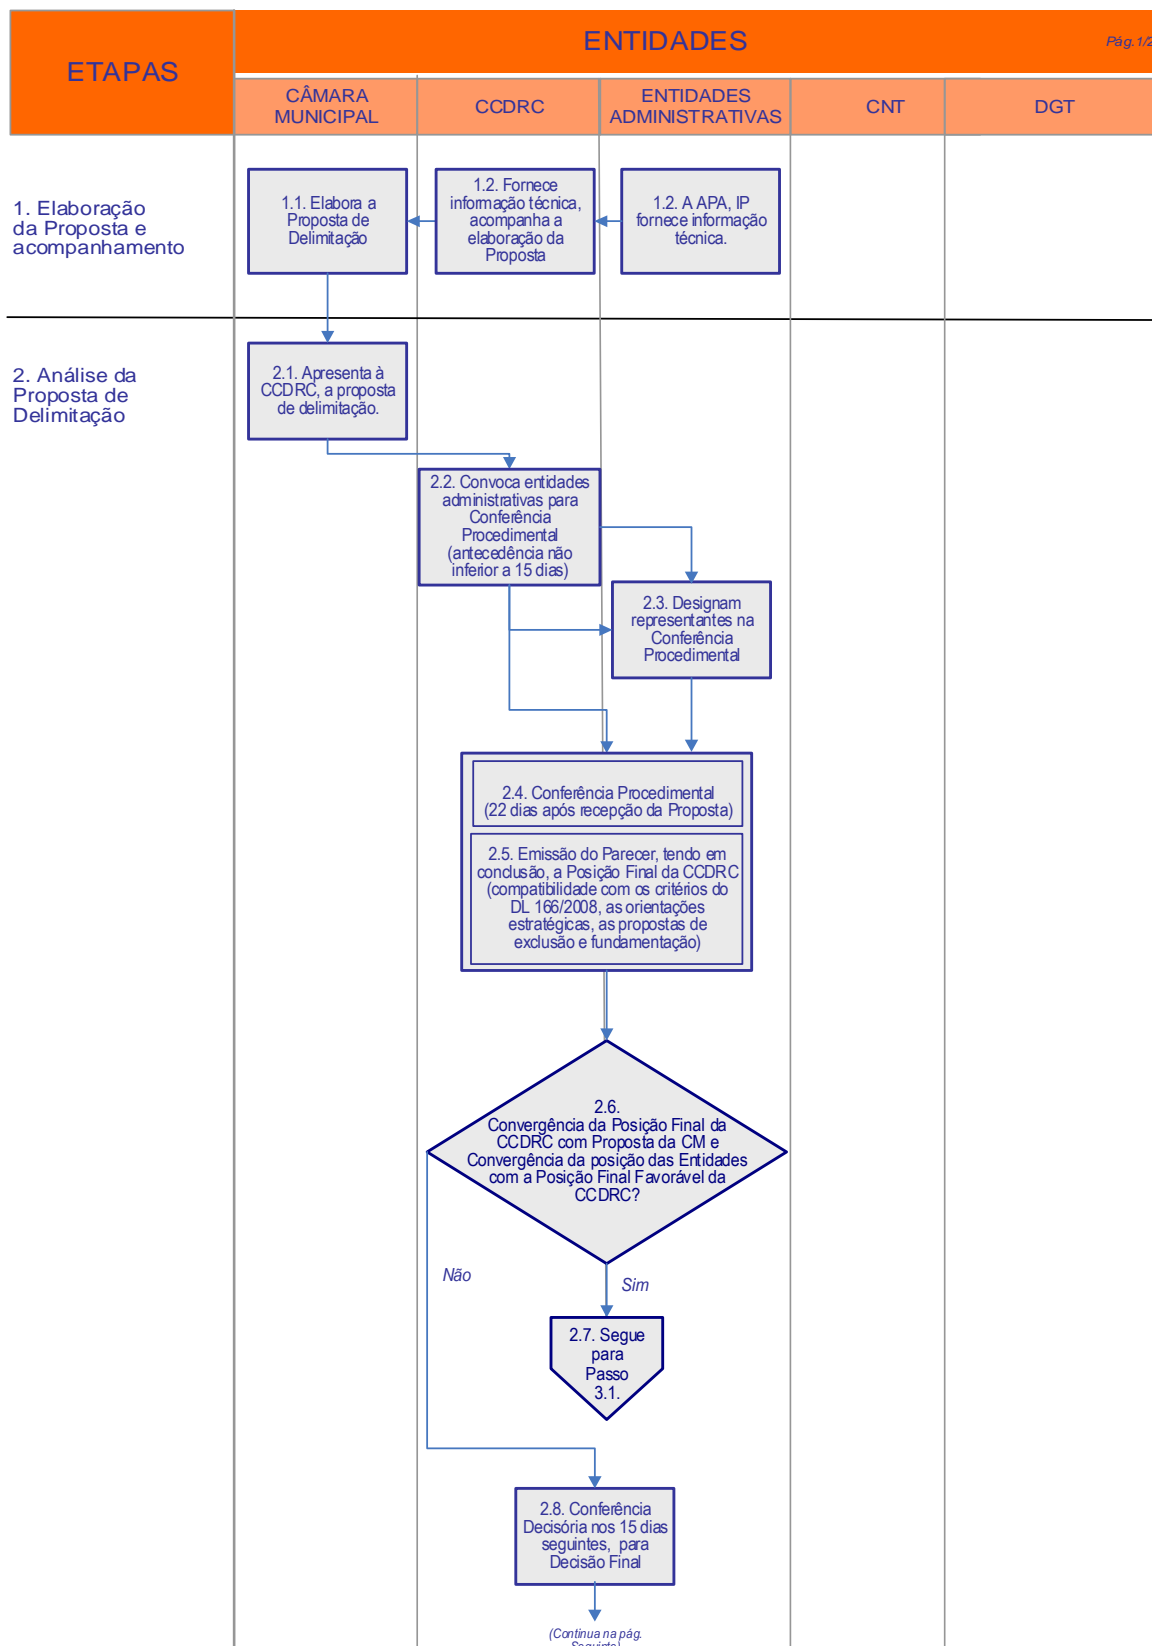 ETAPAS
ENTIDADES
Pág.1/2
CÂMARA
MUNICIPAL
CCDRC
ENTIDADES
ADMINISTRATIVAS
CNT
DGT
1. Elaboração
da Proposta e
acompanhamento
1.1. Elabora a
Proposta de
Delimitação
1.2. Fornece
informação técnica,
acompanha a
elaboração da
Proposta
1.2. A APA, IP
fornece informação
técnica.
2. Análise da
Proposta de
Delimitação
2.1. Apresenta à
CCDRC, a proposta
de delimitação.
2.2. Convoca entidades
administrativas para
Conferência
Procedimental
(antecedência não
inferior a 15 dias)
2.3. Designam
representantes na
Conferência
Procedimental
2.4. Conferência Procedimental
(22 dias após recepção da Proposta)
2.5. Emissão do Parecer, tendo em
conclusão, a Posição Final da CCDRC
(compatibilidade com os critérios do
DL 166/2008, as orientações
estratégicas, as propostas de
exclusão e fundamentação)
2.6.
Convergência da Posição Final da
CCDRC com Proposta da CM e
Convergência da posição das Entidades
com a Posição Final Favorável da
CCDRC?
Não
Sim
2.7. Segue
para
Passo
3.1.
2.8. Conferência
Decisória nos 15 dias
seguintes, para
Decisão Final
(Continua na pág.
Seguinte)